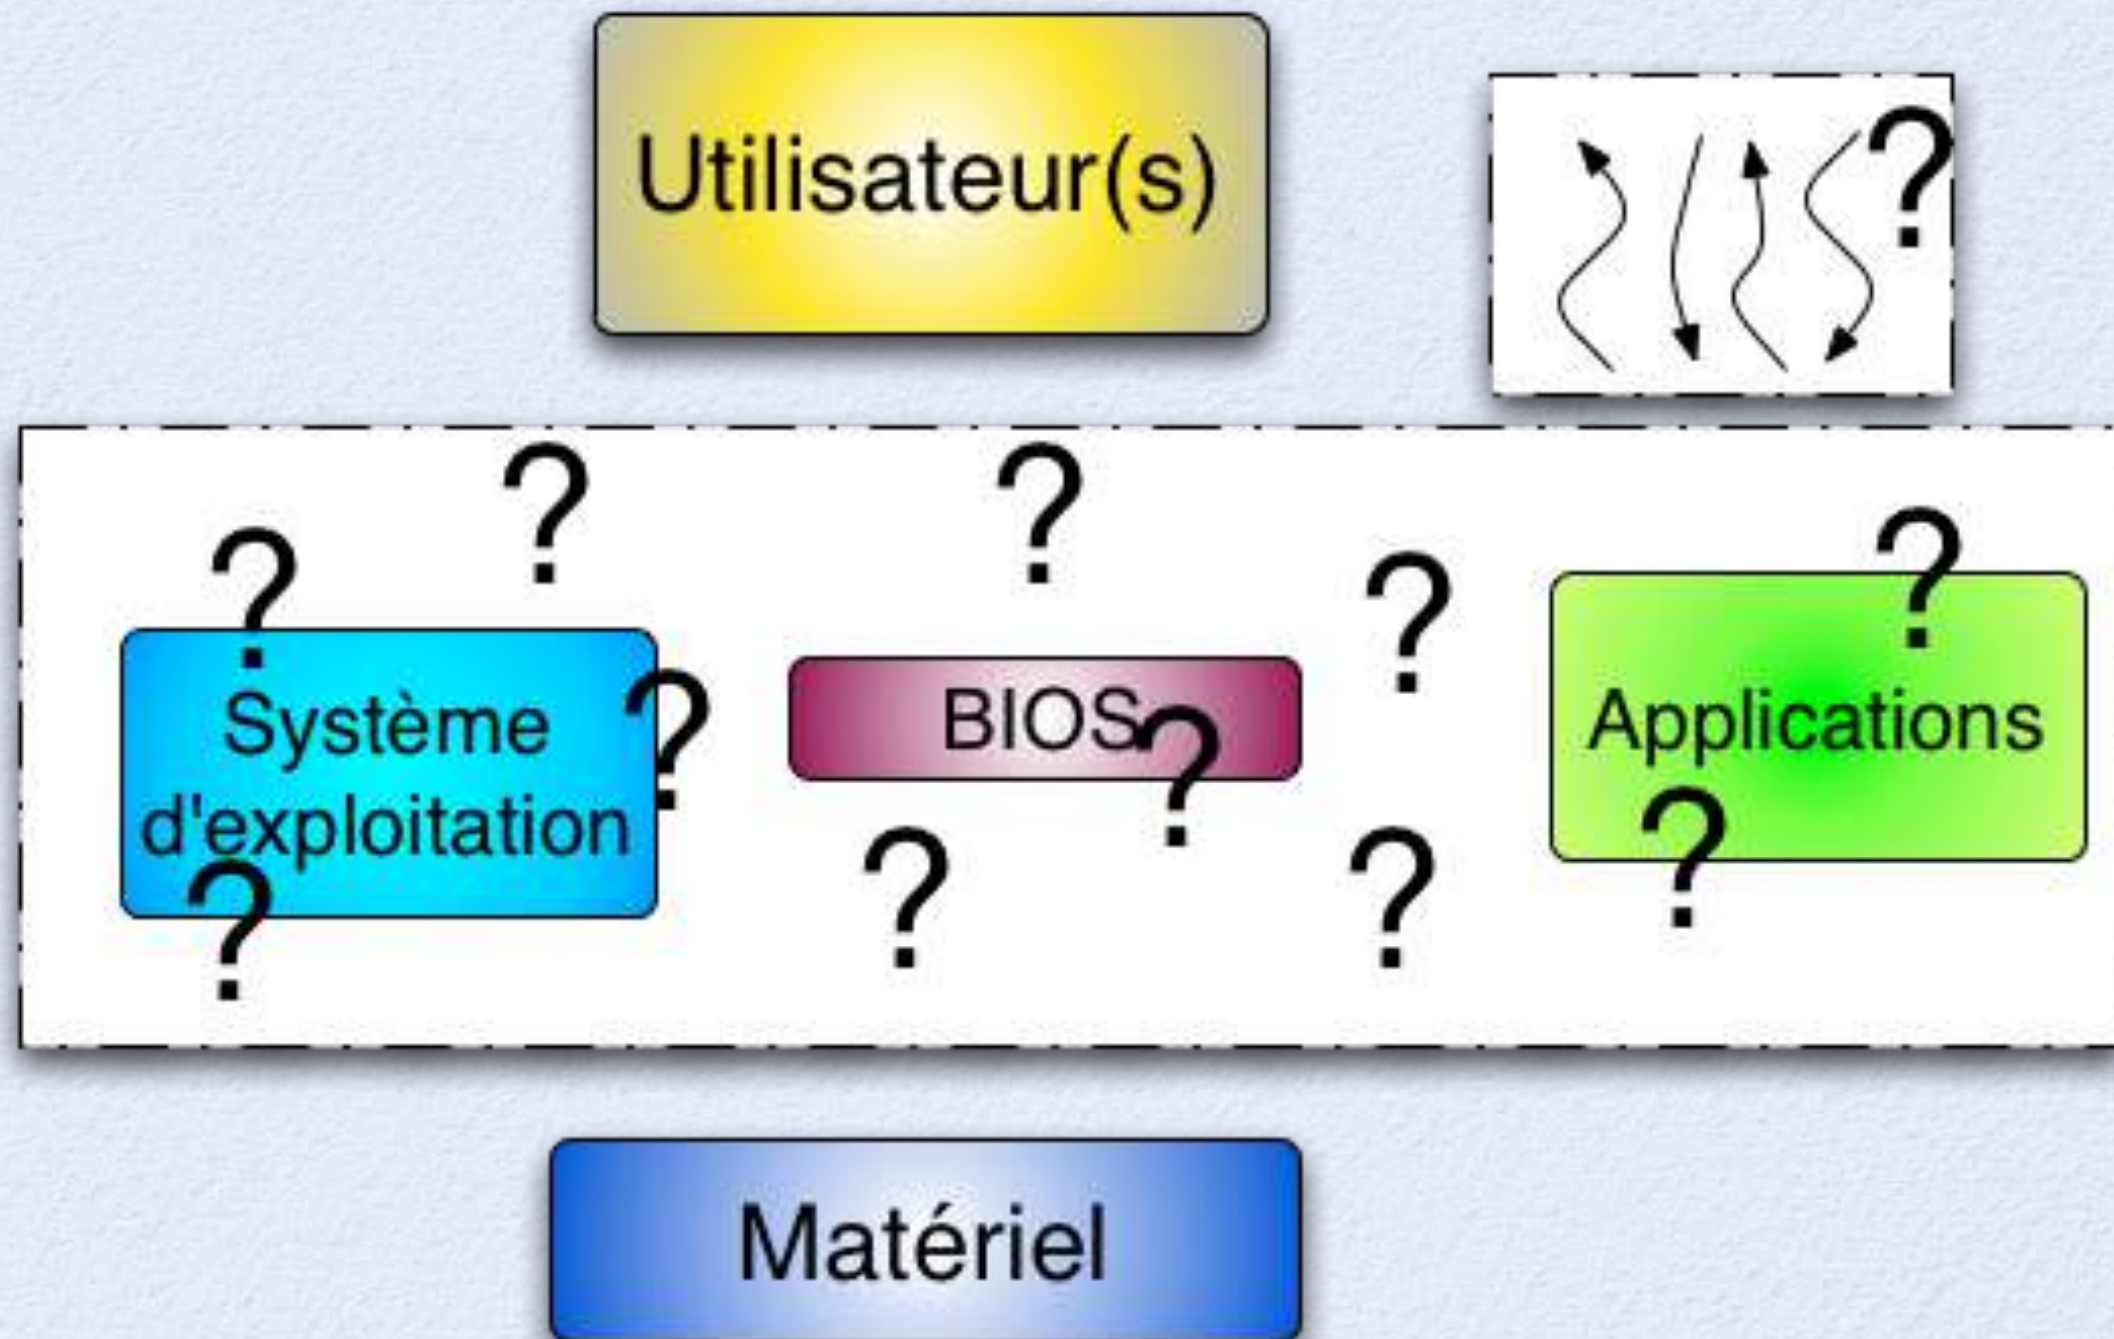 Utilisateur(s)
?
? ?
?
?
?
Système
d'exploitation
?
BIOS
?
Applications
?
?
?
?
?
Matériel